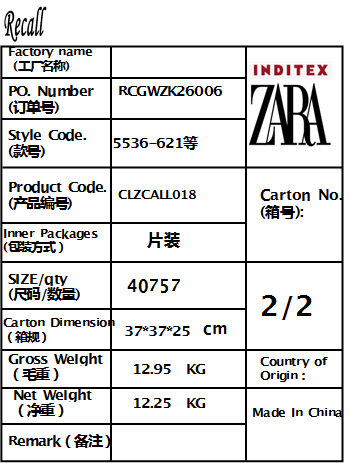 Recall
Factory name
（工厂名称）
INDITEX
ZARA
PO. Number
(订单号)
RCGWZK26006
Style Code.
(款号)
5536-621等
Product Code.
(产品编号)
CLZCALL018
Carton No.
(箱号):
Inner Packages
(包装方式）
片装
SIZE/qty
(尺码/数量)
40757
2/2
Carton Dimension
（箱规）
37*37*25 cm
Gross Weight
（毛重）
12.95 KG
Country of
Origin：
Net Weight
（净重）
12.25 KG
Made In China
Remark（备注）